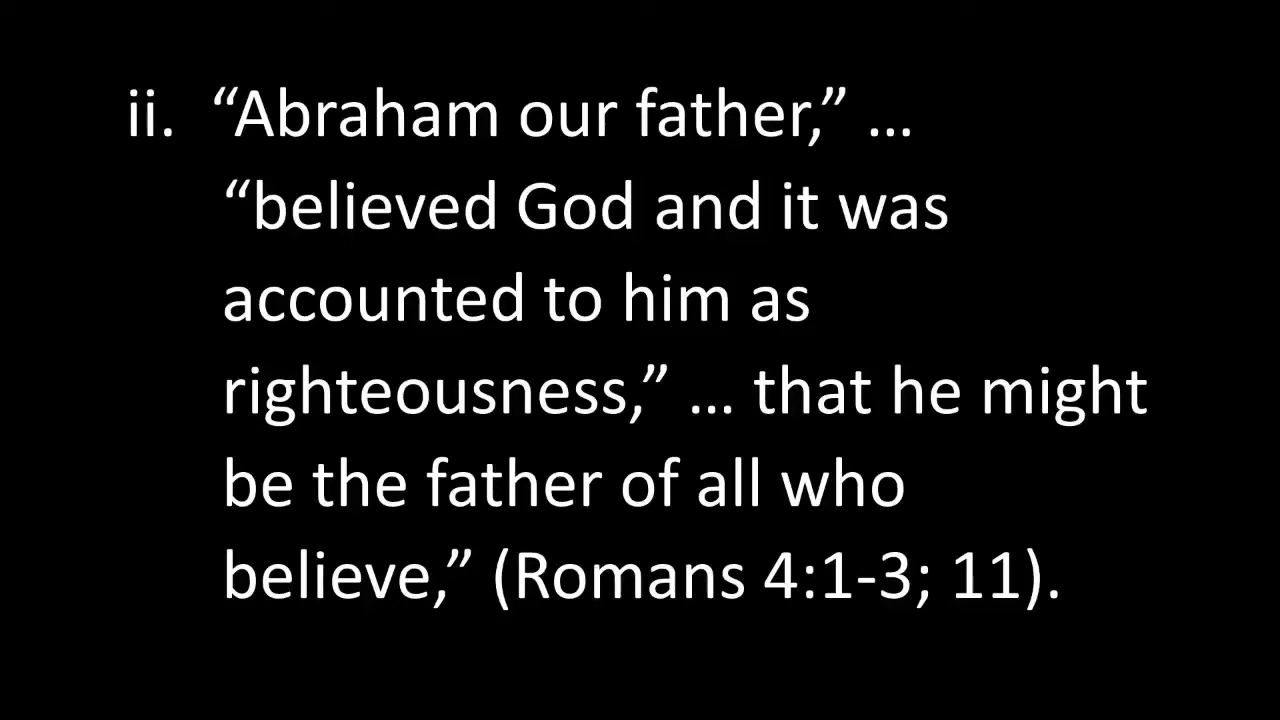 ii. “Abraham our father,” …
“believed God and it was
accounted to him as
righteousness,” … that he might
be the father of all who
believe,” (Romans 4:1-3; 11).